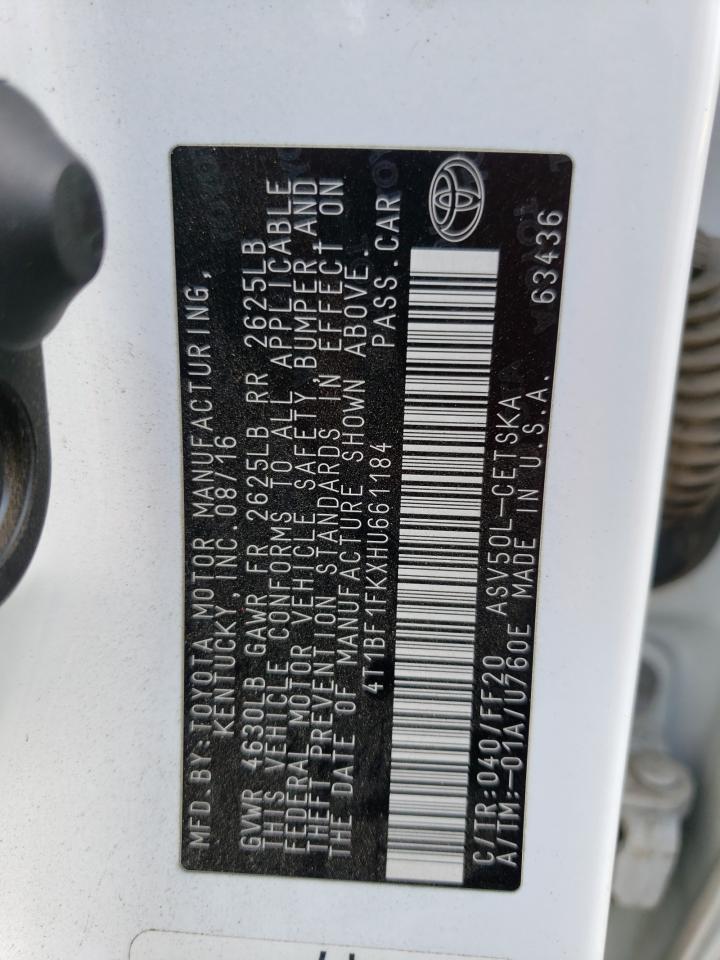 MFD.BY:TOYOTA MOTOR MANUFACTURING,
KENTUCKY, INC. 08/16
GVWR 4630LB GAWR FR 2625LB RR 2625LB
THIS VEHICLE CONFORMS TO ALL APPLICABLE
FEDERAL MOTOR VEHICLE SAFETY, BUMPER, AND
THEFT PREVENTION STANDARDS IN EFFECT ON
THE DATE OF MANUFACTURE SHOWN ABOVE.
4T1BF1FKXHU661184 PASS.CAR
C/TR:040/FF20 ASV50L-CETSKA
A/TM:-01A/U760E MADE IN U.S.A. 63436